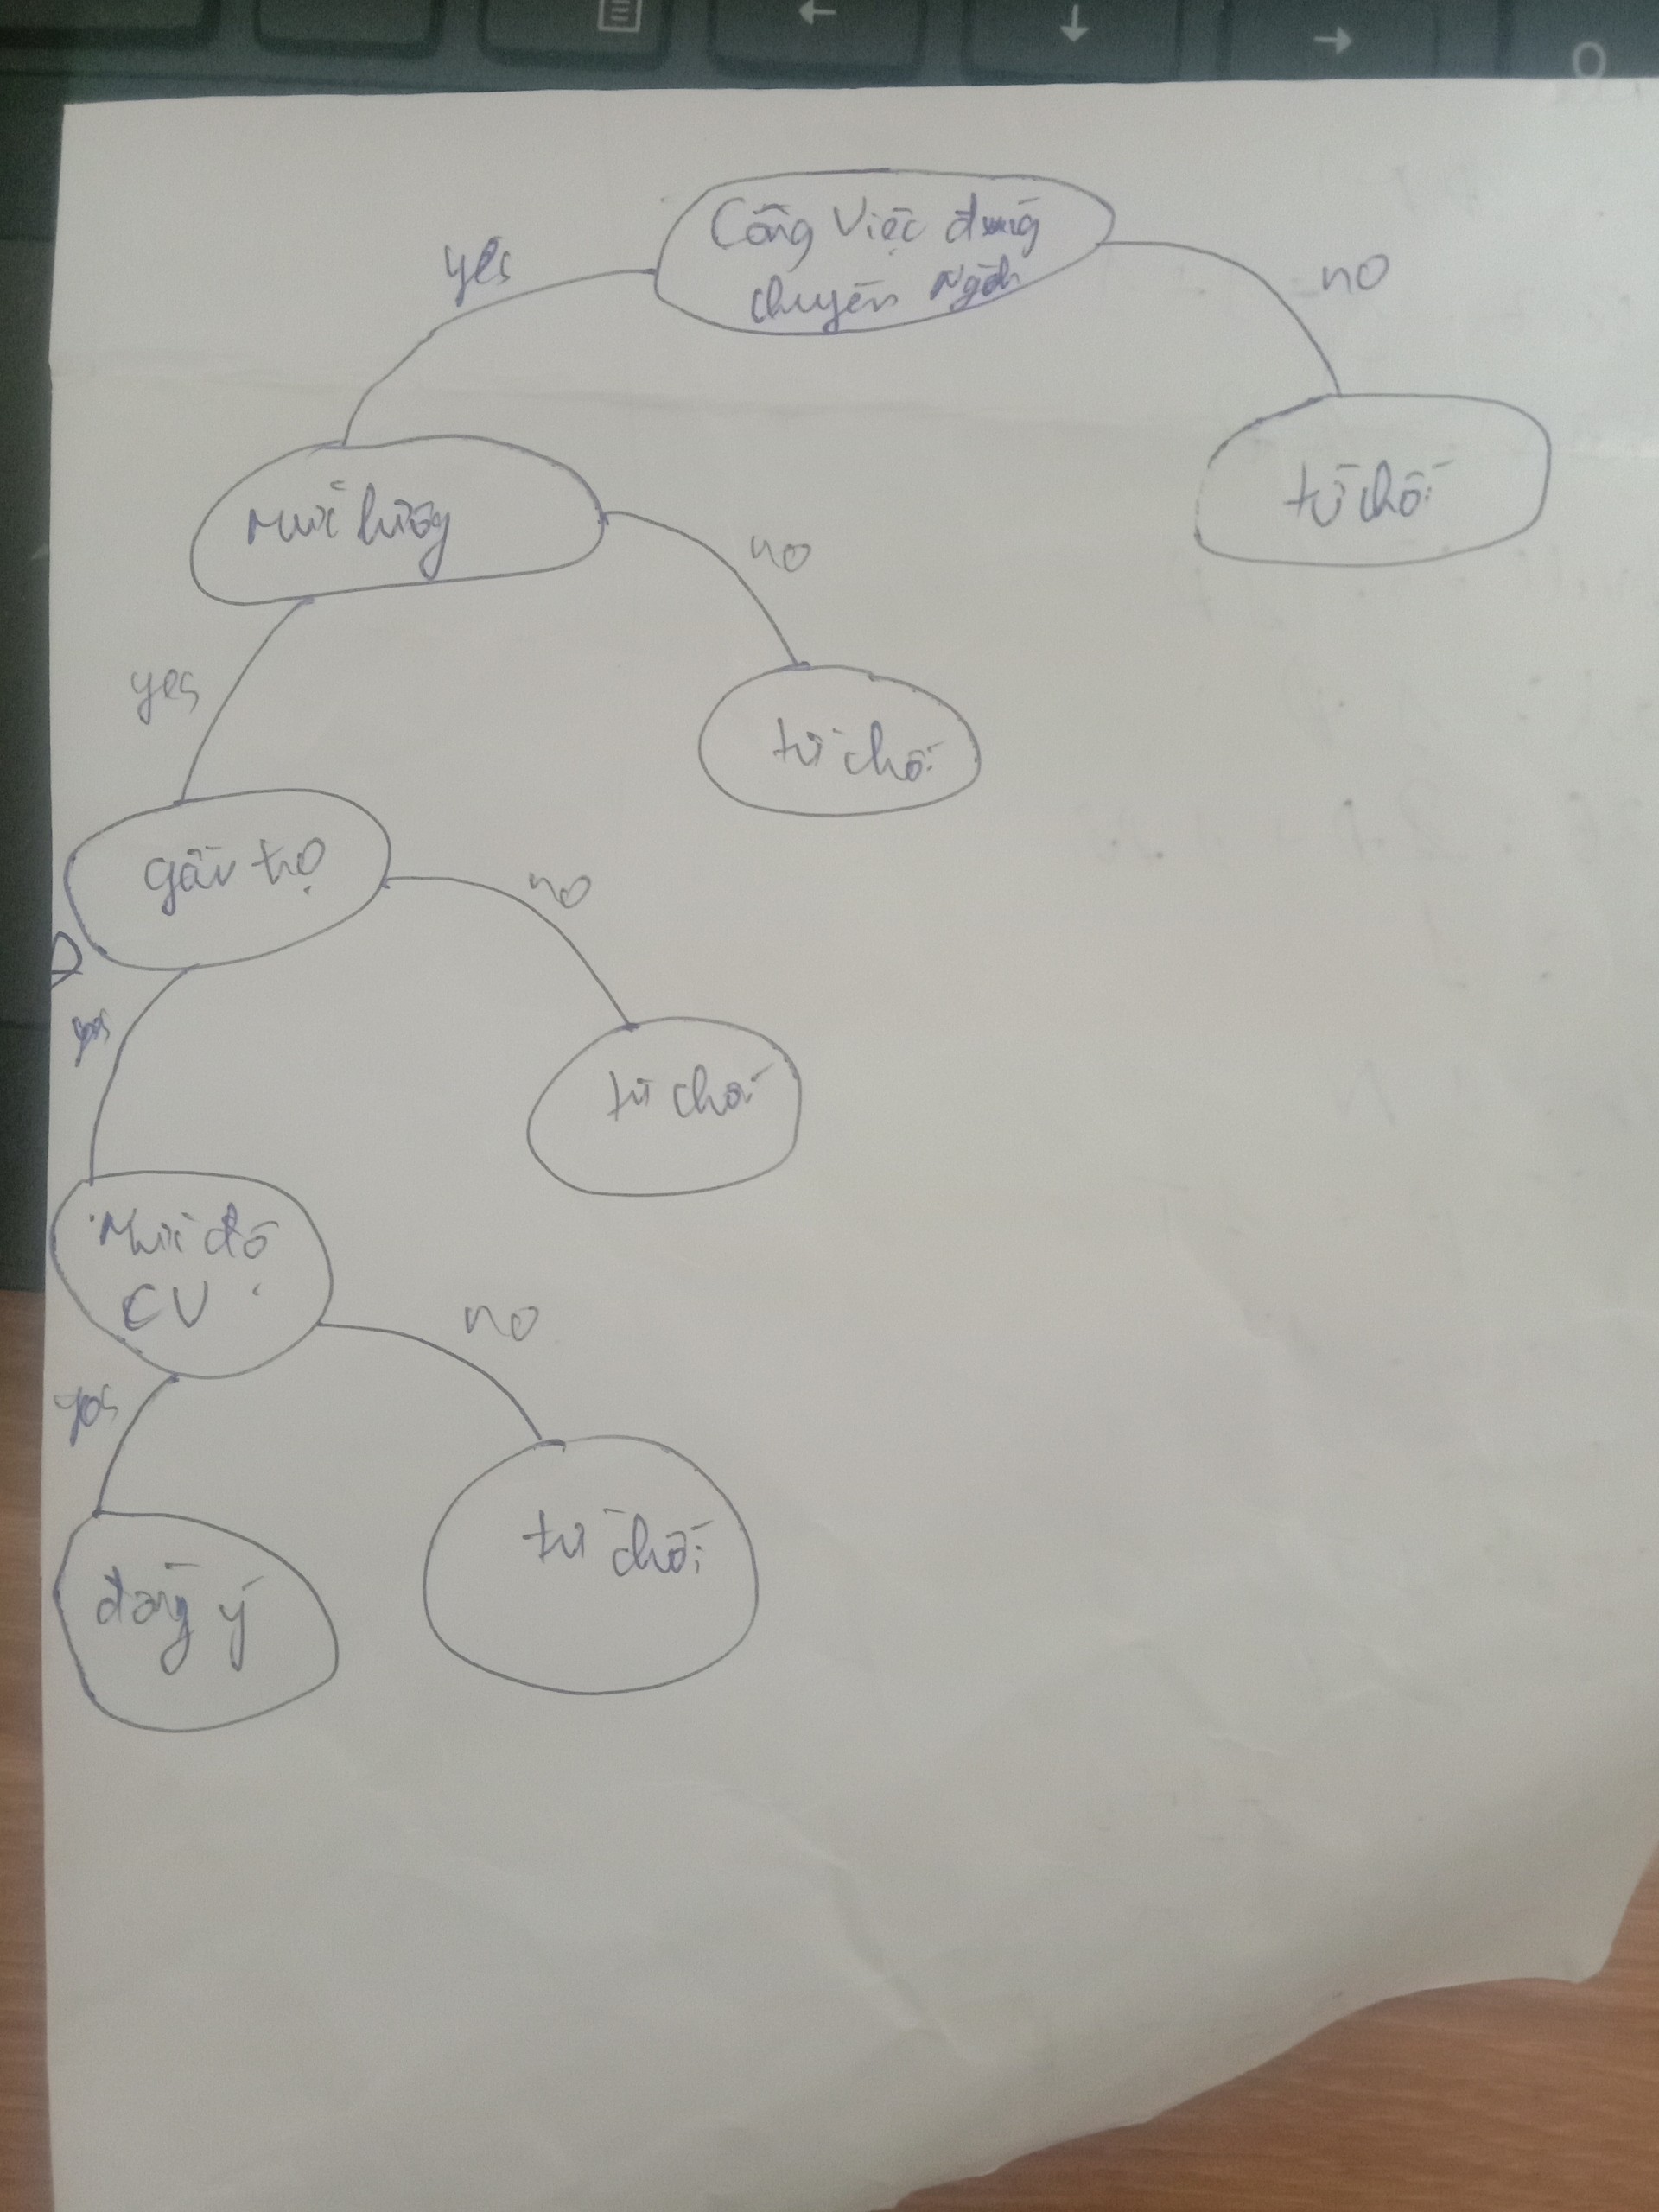 Công Việc đúng
chuyên Ngành
yes
no
Mức lương
từ chối
yes
no
từ chối
gần trọ
no
yes
từ chối
Mức độ
CV
no
yes
từ chối
đồng ý